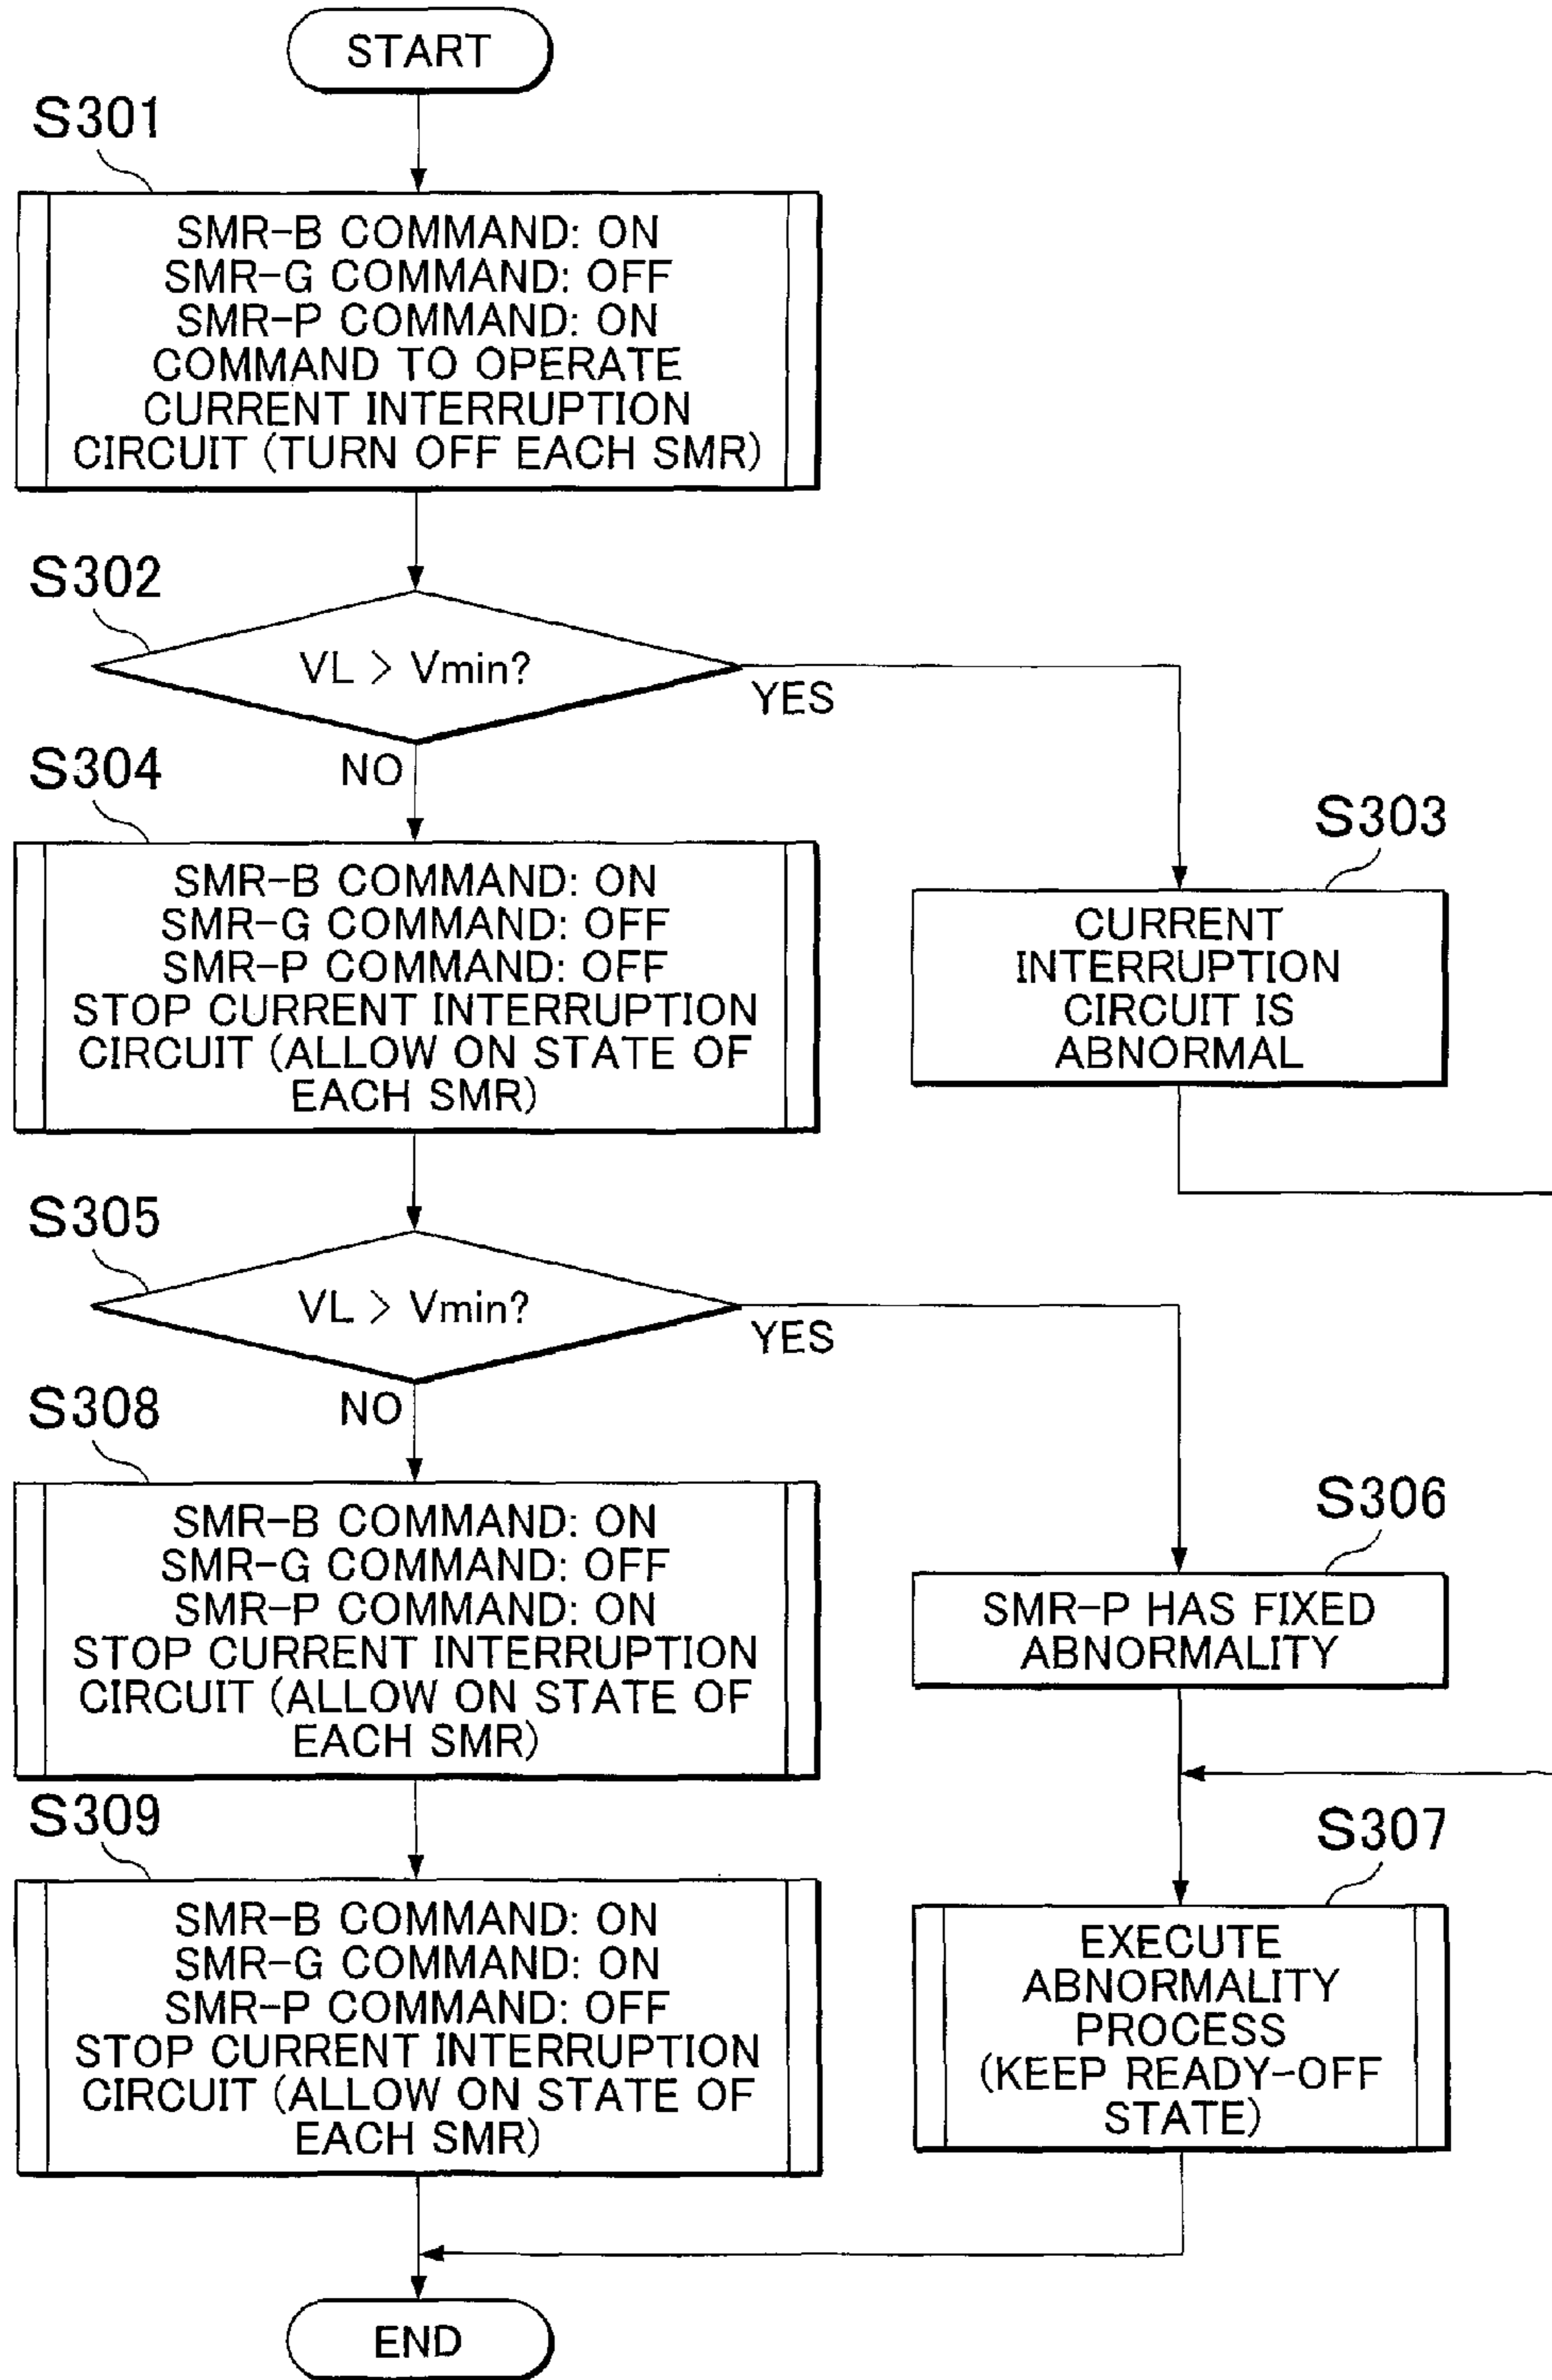 START
S301
SMR-B COMMAND: ON
SMR-G COMMAND: OFF
SMR-P COMMAND: ON
COMMAND TO OPERATE
CURRENT INTERRUPTION
CIRCUIT (TURN OFF EACH SMR)
S302
VL > Vmin?
YES
NO
S304
SMR-B COMMAND: ON
SMR-G COMMAND: OFF
SMR-P COMMAND: OFF
STOP CURRENT INTERRUPTION
CIRCUIT (ALLOW ON STATE OF
EACH SMR)
S303
CURRENT
INTERRUPTION
CIRCUIT IS
ABNORMAL
S305
VL > Vmin?
YES
NO
S308
SMR-B COMMAND: ON
SMR-G COMMAND: OFF
SMR-P COMMAND: ON
STOP CURRENT INTERRUPTION
CIRCUIT (ALLOW ON STATE OF
EACH SMR)
S306
SMR-P HAS FIXED
ABNORMALITY
S309
SMR-B COMMAND: ON
SMR-G COMMAND: ON
SMR-P COMMAND: OFF
STOP CURRENT INTERRUPTION
CIRCUIT (ALLOW ON STATE OF
EACH SMR)
S307
EXECUTE
ABNORMALITY
PROCESS
(KEEP READY-OFF
STATE)
END